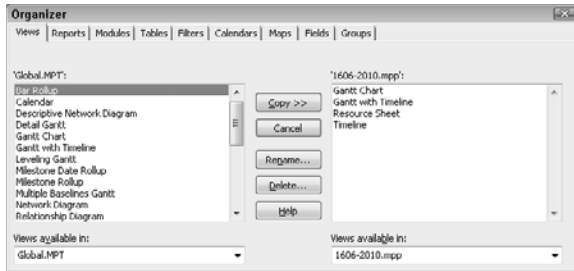 Organizer
Views Reports Modules Tables Filters Calendars Maps Fields Groups
'Global.MPT':
Bar Rollup
Calendar
Descriptive Network Diagram
Detail Gantt
Gantt Chart
Gantt with Timeline
Leveling Gantt
Milestone Date Rollup
Milestone Rollup
Multiple Baselines Gantt
Network Diagram
Relationship Diagram
Copy >>
Cancel
Rename...
Delete...
Help
'1606-2010.mpp':
Gantt Chart
Gantt with Timeline
Resource Sheet
Timeline
Views available in:
Global.MPT
Views available in:
1606-2010.mpp